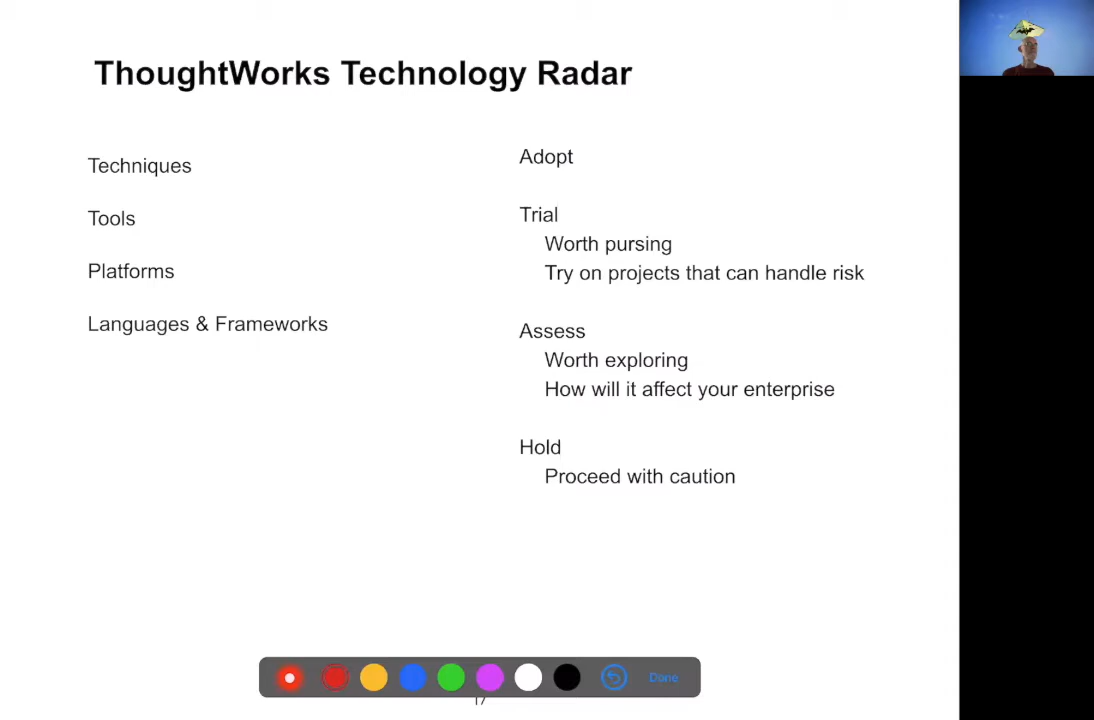 ThoughtWorks Technology Radar
Techniques
Tools
Platforms
Languages & Frameworks
Adopt
Trial
Worth pursing
Try on projects that can handle risk
Assess
Worth exploring
How will it affect your enterprise
Hold
Proceed with caution
Done
17